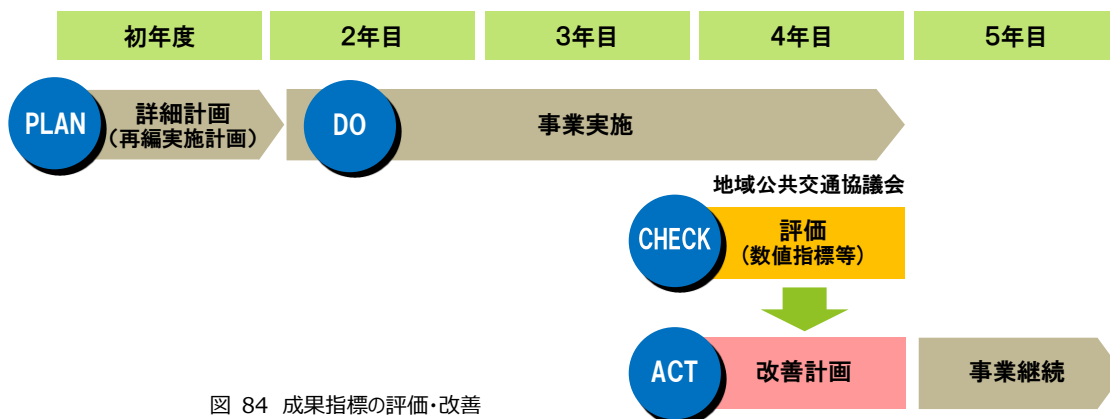 初年度
2年目
3年目
4年目
5年目
PLAN
詳細計画
（再編実施計画）
DO
事業実施
地域公共交通協議会
CHECK
評価
（数値指標等）
ACT
改善計画
事業継続
図 84 成果指標の評価・改善